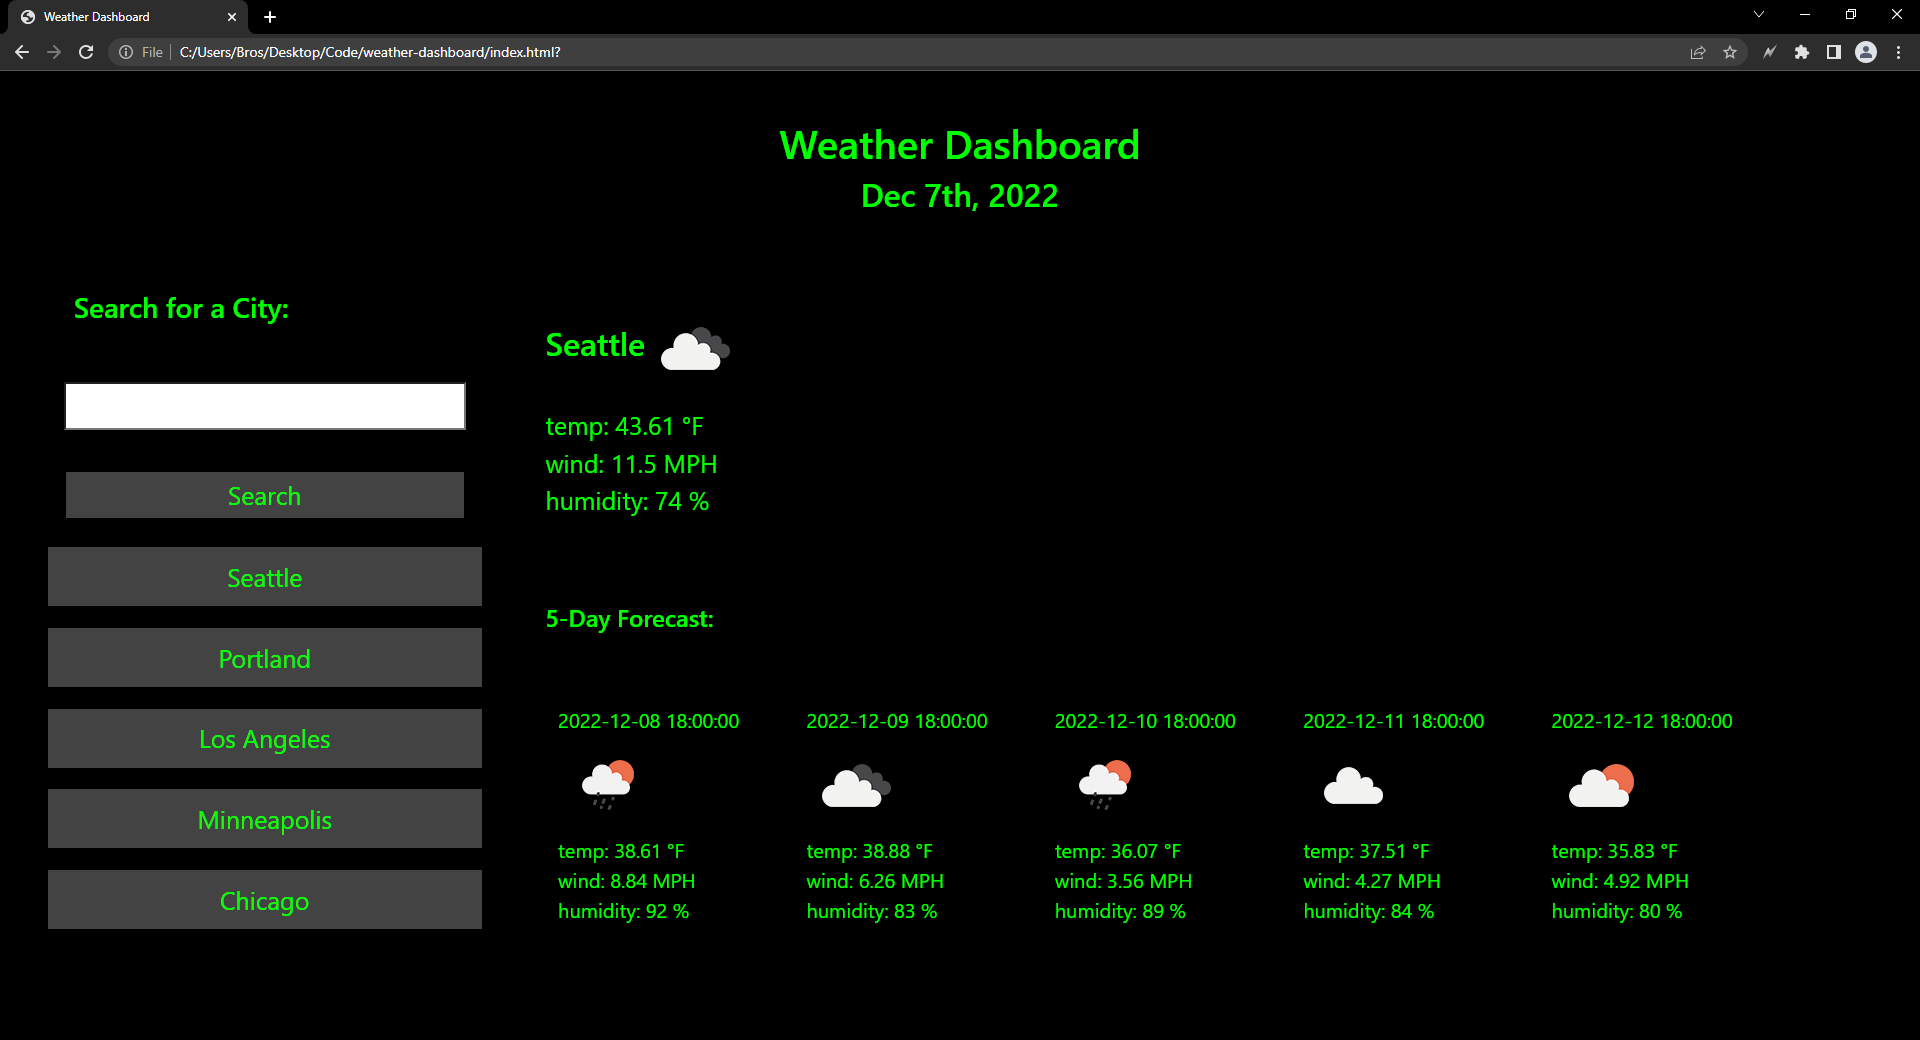 Weather Dashboard
File
C:/Users/Bros/Desktop/Code/weather-dashboard/index.html?
Weather Dashboard
Dec 7th, 2022
Search for a City:
Search
Seattle
Portland
Los Angeles
Minneapolis
Chicago
Seattle
temp: 43.61 °F
wind: 11.5 MPH
humidity: 74 %
5-Day Forecast:
2022-12-08 18:00:00
temp: 38.61 °F
wind: 8.84 MPH
humidity: 92 %
2022-12-09 18:00:00
temp: 38.88 °F
wind: 6.26 MPH
humidity: 83 %
2022-12-10 18:00:00
temp: 36.07 °F
wind: 3.56 MPH
humidity: 89 %
2022-12-11 18:00:00
temp: 37.51 °F
wind: 4.27 MPH
humidity: 84 %
2022-12-12 18:00:00
temp: 35.83 °F
wind: 4.92 MPH
humidity: 80 %